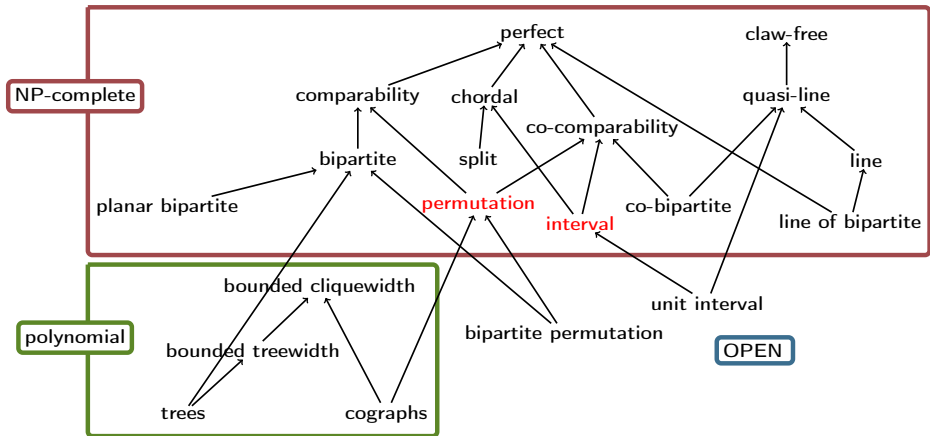 perfect
claw-free
NP-complete
comparability
chordal
quasi-line
co-comparability
bipartite
split
line
planar bipartite
permutation
co-bipartite
interval
line of bipartite
bounded cliquewidth
unit interval
polynomial
bipartite permutation
bounded treewidth
OPEN
trees
cographs